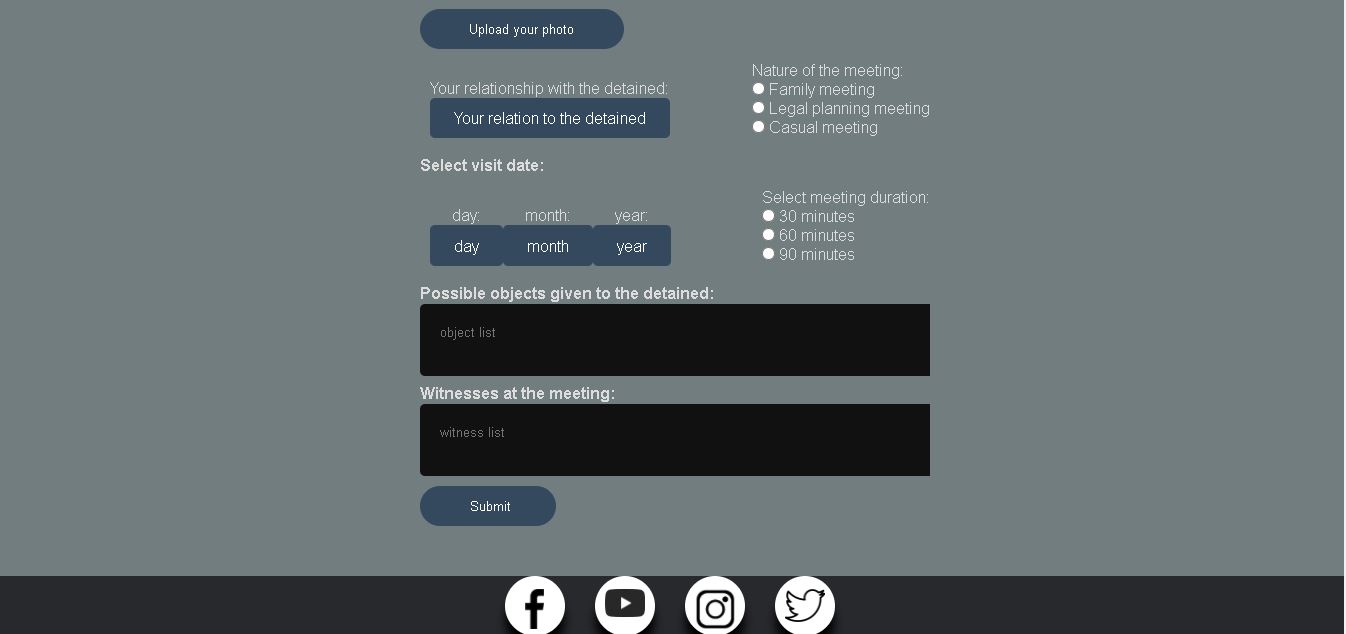 Upload your photo
Your relationship with the detained:
Your relation to the detained
Nature of the meeting:
Family meeting
Legal planning meeting
Casual meeting
Select visit date:
day: month: year:
day month year
Select meeting duration:
30 minutes
60 minutes
90 minutes
Possible objects given to the detained:
object list
Witnesses at the meeting:
witness list
Submit